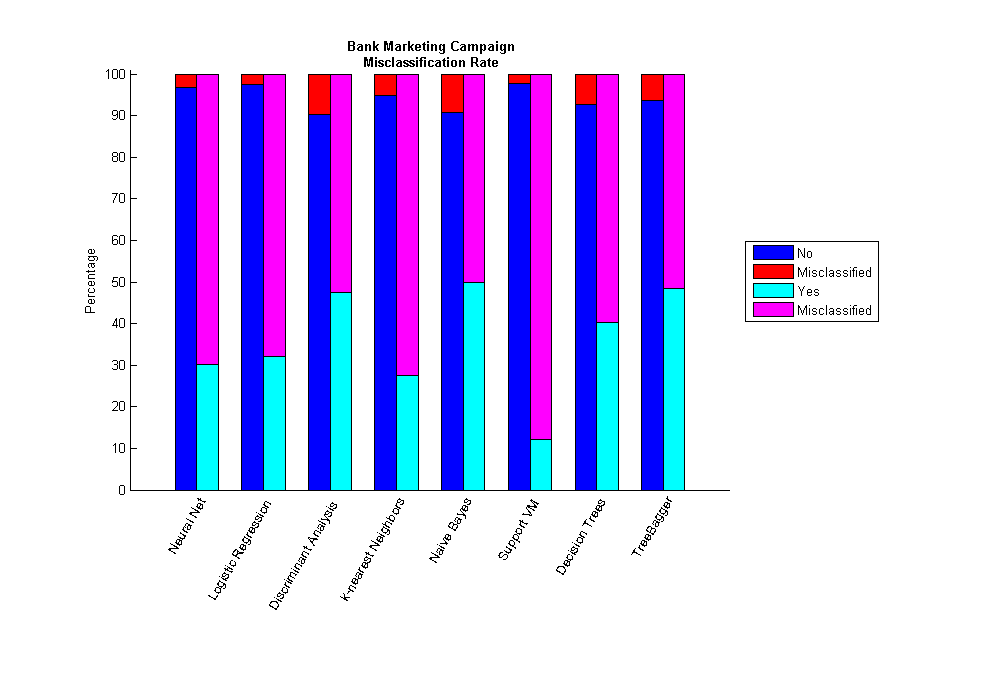 Bank Marketing Campaign
Misclassification Rate
Percentage
100
90
80
70
60
50
40
30
20
10
0
Neural Net
Logistic Regression
Discriminant Analysis
k-nearest Neighbors
Naive Bayes
Support VM
Decision Trees
TreeBagger
No
Misclassified
Yes
Misclassified